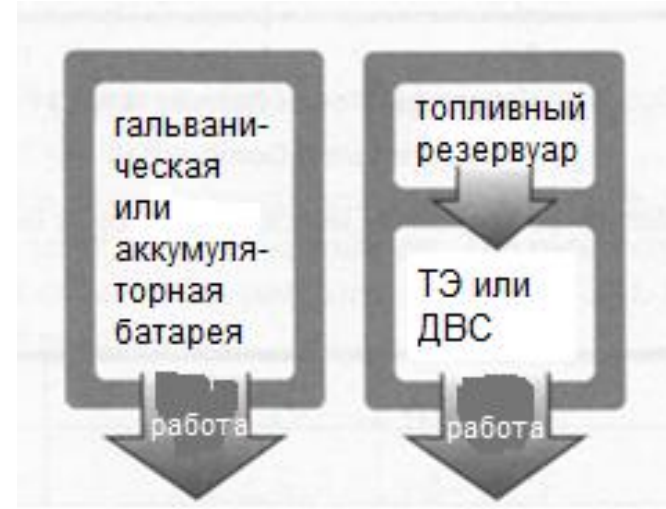 гальвани-
ческая
или
аккумуля-
торная
батарея
работа
топливный
резервуар
ТЭ или
ДВС
работа